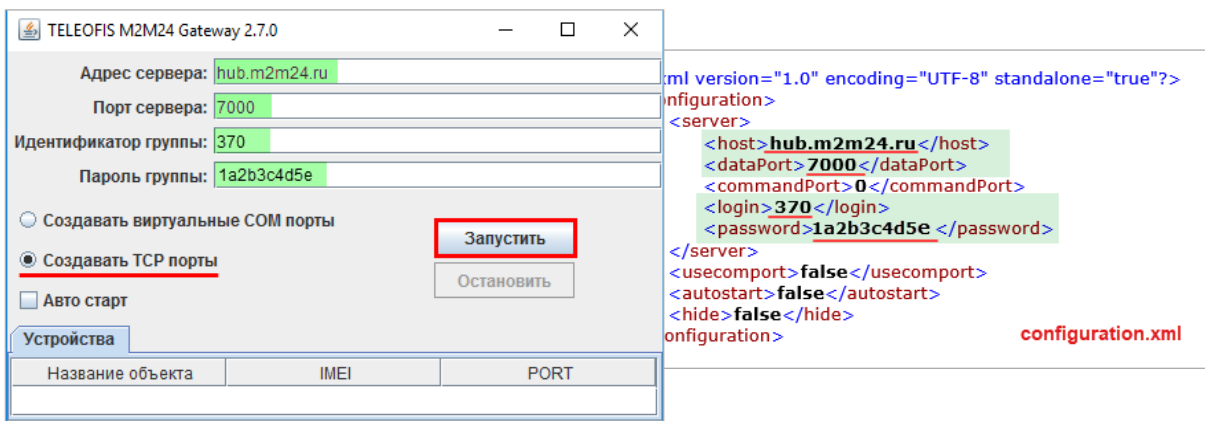 TELEOFIS M2M24 Gateway 2.7.0
Адрес сервера: hub.m2m24.ru
Порт сервера: 7000
Идентификатор группы: 370
Пароль группы: 1a2b3c4d5e
Создавать виртуальные COM порты
Создавать TCP порты
Авто старт
Запустить
Остановить
Устройства
Название объекта IMEI PORT
xml version="1.0" encoding="UTF-8" standalone="true"?>
onfiguration>
<server>
<host>hub.m2m24.ru</host>
<dataPort>7000</dataPort>
<commandPort>0</commandPort>
<login>370</login>
<password>1a2b3c4d5e </password>
</server>
<usecomport>false</usecomport>
<autostart>false</autostart>
<hide>false</hide>
onfiguration>
configuration.xml